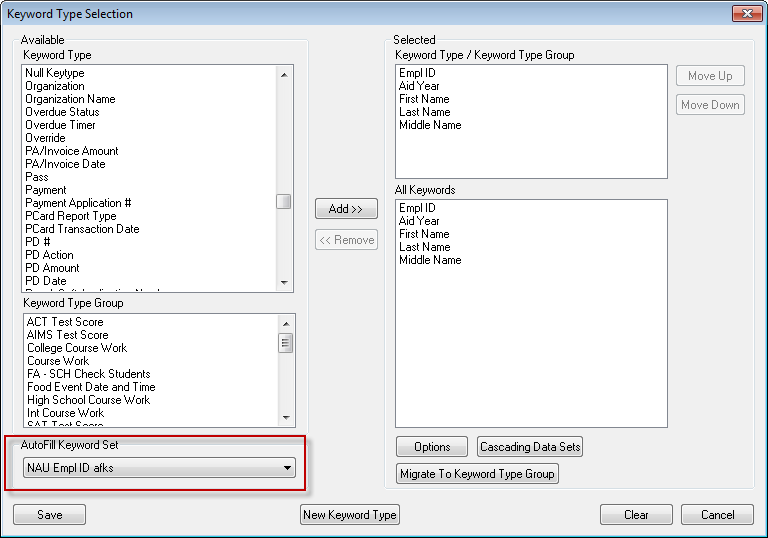 Keyword Type Selection
Available
Keyword Type
Null Keytype
Organization
Organization Name
Overdue Status
Overdue Timer
Override
PA/Invoice Amount
PA/Invoice Date
Pass
Payment
Payment Application #
PCard Report Type
PCard Transaction Date
PD #
PD Action
PD Amount
PD Date
Keyword Type Group
ACT Test Score
AIMS Test Score
College Course Work
Course Work
FA - SCH Check Students
Food Event Date and Time
High School Course Work
Int Course Work
SAT Test Score
AutoFill Keyword Set
NAU Empl ID afks
Add >>
<< Remove
Selected
Keyword Type / Keyword Type Group
Empl ID
Aid Year
First Name
Last Name
Middle Name
Move Up
Move Down
All Keywords
Empl ID
Aid Year
First Name
Last Name
Middle Name
Options
Cascading Data Sets
Migrate To Keyword Type Group
Save
New Keyword Type
Clear
Cancel